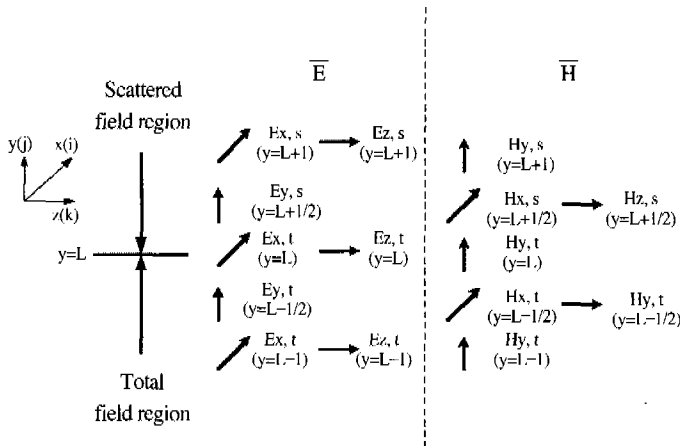 E
H
Scattered
field region
y(j)
x(i)
z(k)
Ex, s
(y=L+1)
Ez, s
(y=L+1)
Ey, s
(y=L+1/2)
y=L
Ex, t
(y=L)
Ez, t
(y=L)
Ey, t
(y=L-1/2)
Ex, t
(y=L-1)
Ez, t
(y=L-1)
Total
field region
Hy, s
(y=L+1)
Hx, s
(y=L+1/2)
Hz, s
(y=L+1/2)
Hy, t
(y=L)
Hx, t
(y=L-1/2)
Hy, t
(y=L-1/2)
Hy, t
(y=L-1)